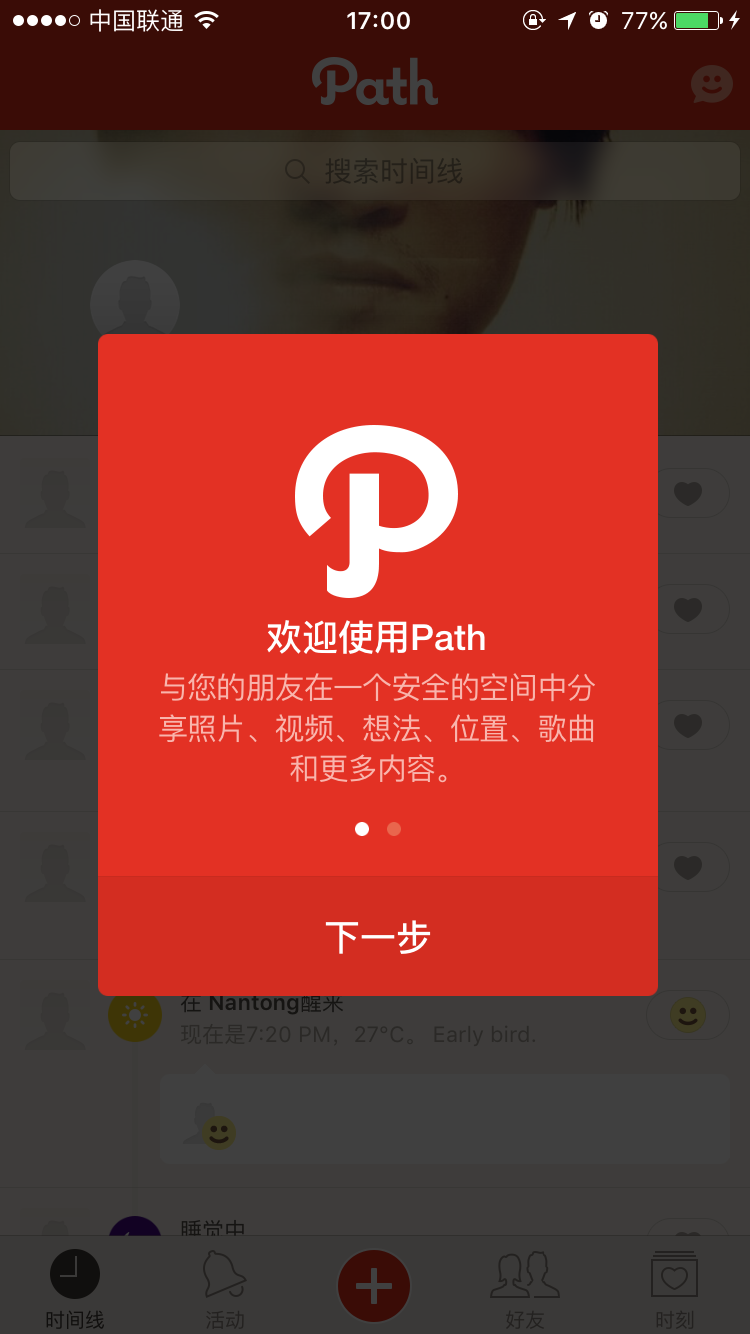 中国联通
17:00
77%
Path
搜索时间线
欢迎使用Path
与您的朋友在一个安全的空间中分
享照片、视频、想法、位置、歌曲
和更多内容。
下一步
在 Nantong醒来
现在是7:20 PM，27°C。 Early bird.
睡觉中
时间线
活动
好友
时刻